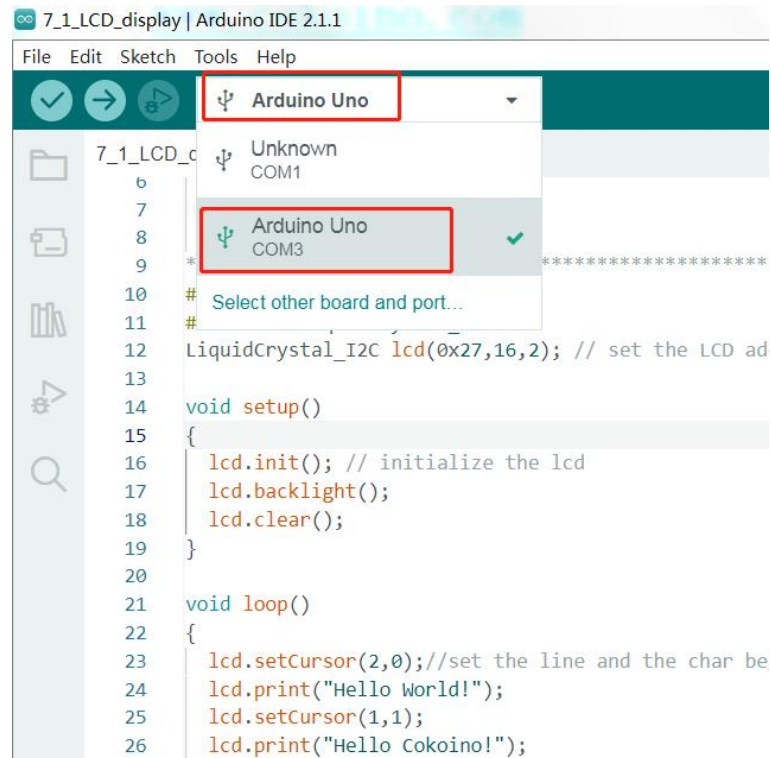 7_1_LCD_display | Arduino IDE 2.1.1
File Edit Sketch Tools Help
Arduino Uno
7_1_LCD_d
Unknown
COM1
Arduino Uno
COM3
Select other board and port...
6
7
8
9 * **********************
10 #
11 #
12 LiquidCrystal_I2C lcd(0x27,16,2); // set the LCD ad
13
14 void setup()
15 {
16 lcd.init(); // initialize the lcd
17 lcd.backlight();
18 lcd.clear();
19 }
20
21 void loop()
22 {
23 lcd.setCursor(2,0);//set the line and the char be
24 lcd.print("Hello World!");
25 lcd.setCursor(1,1);
26 lcd.print("Hello Cokoino!");